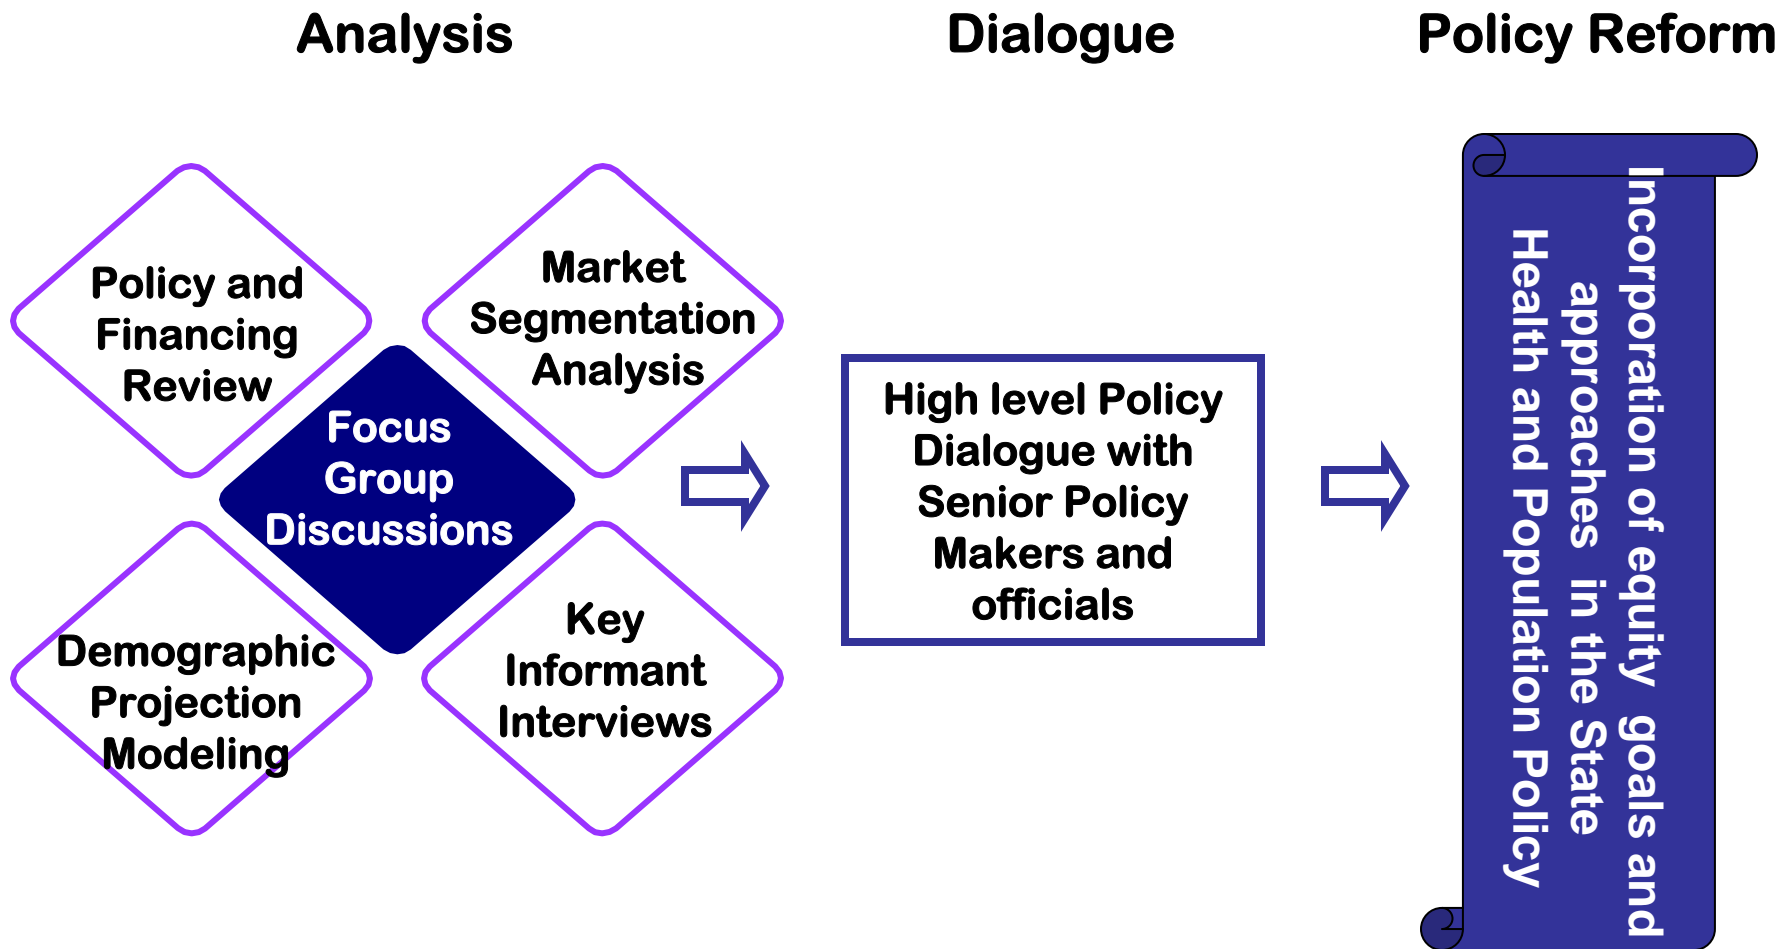 Analysis
Dialogue
Policy Reform
Policy and
Financing
Review
Market
Segmentation
Analysis
Focus
Group
Discussions
Demographic
Projection
Modeling
Key
Informant
Interviews
High level Policy
Dialogue with
Senior Policy
Makers and
officials
Incorporation of equity goals and
approaches in the State
Health and Population Policy